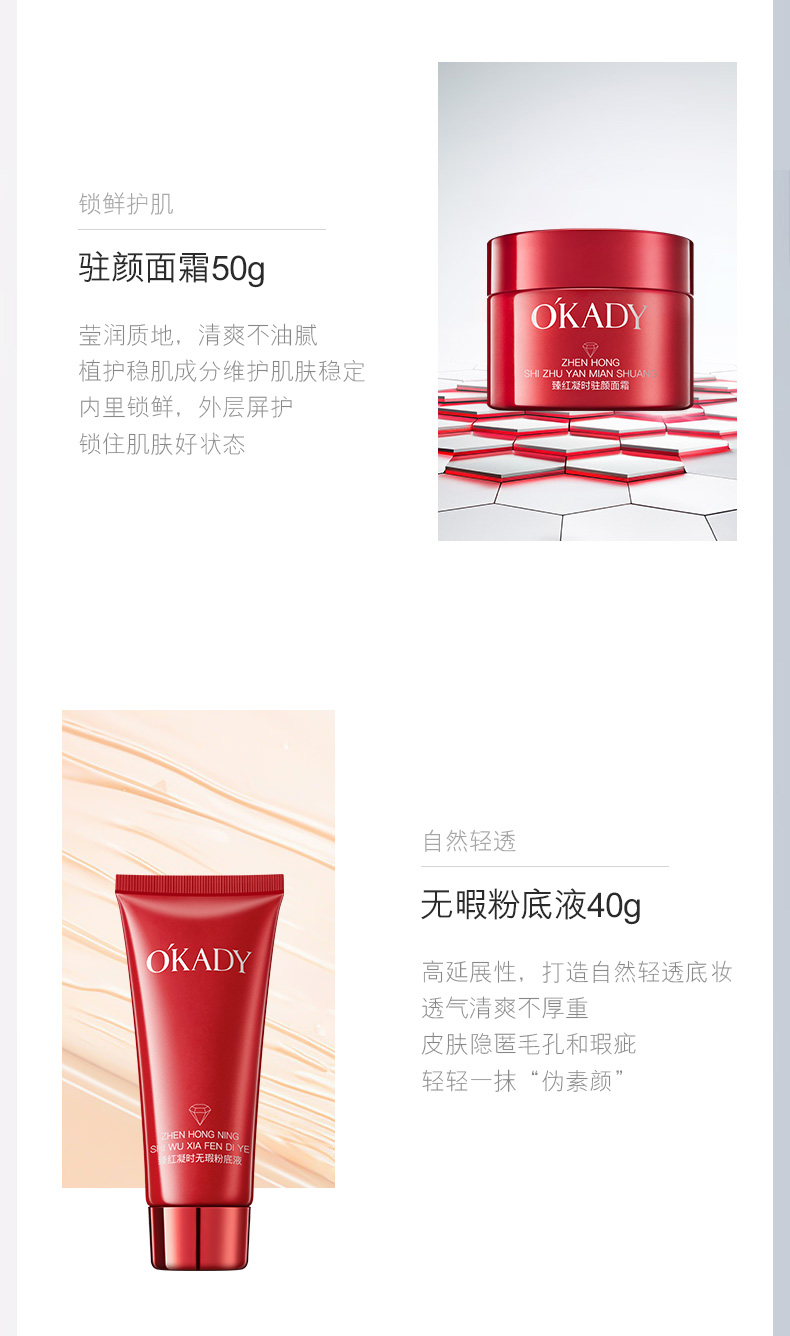 锁鲜护肌
驻颜面霜50g
莹润质地，清爽不油腻
植护稳肌成分维护肌肤稳定
内里锁鲜，外层屏护
锁住肌肤好状态
O'KADY
ZHEN HONG
SHI ZHU YAN MIAN SHUANG
臻红凝时驻颜面霜
自然轻透
无暇粉底液40g
高延展性，打造自然轻透底妆
透气清爽不厚重
皮肤隐匿毛孔和瑕疵
轻轻一抹“伪素颜”
O'KADY
ZHEN HONG NING
SHI WU XIA FEN DI YE
臻红凝时无瑕粉底液